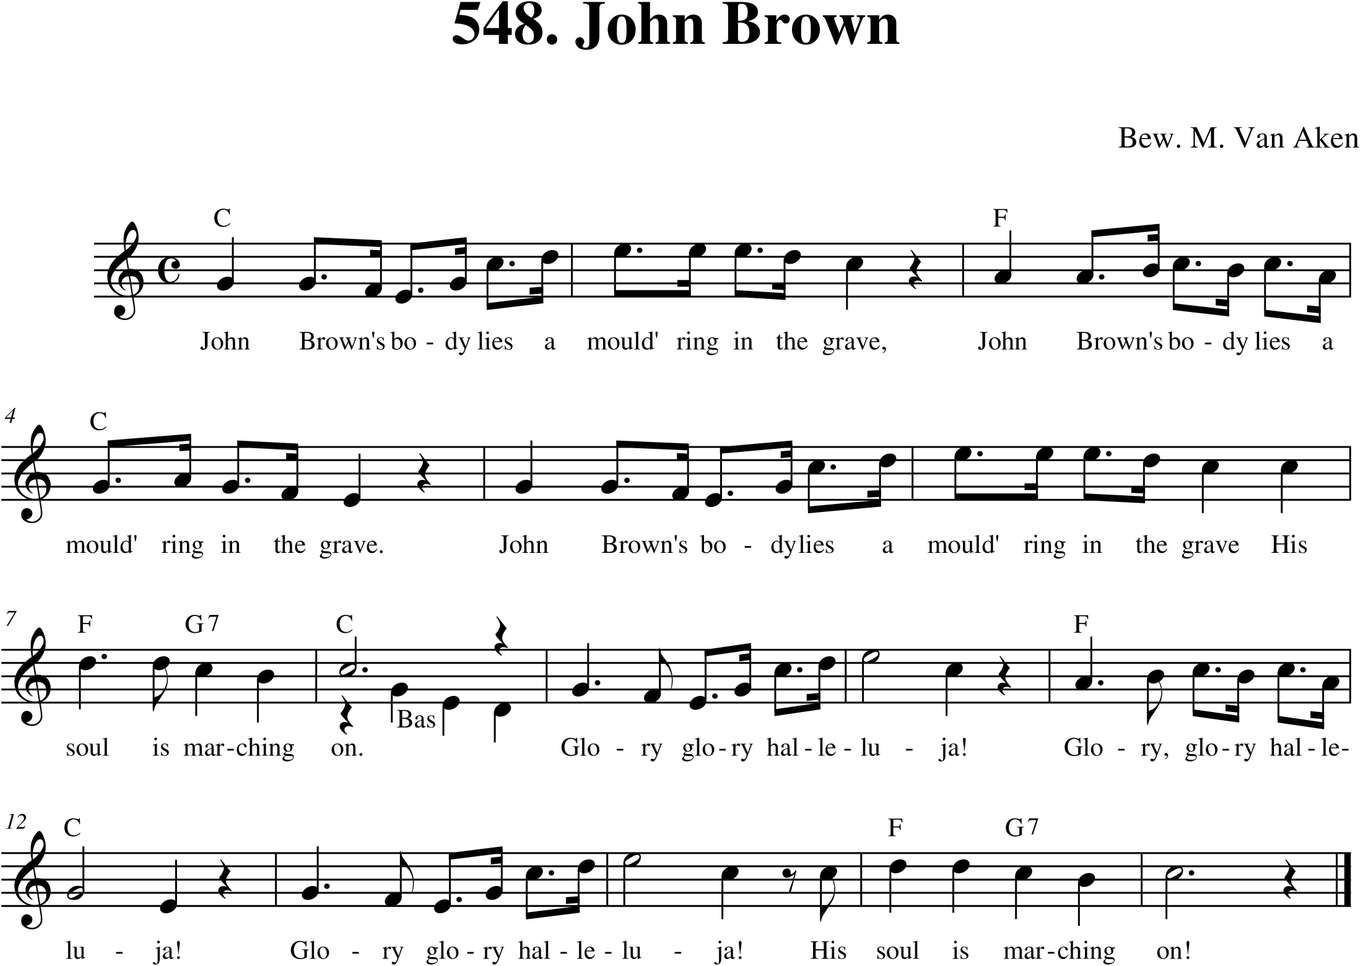 548. John Brown
Bew. M. Van Aken
C F
John Brown's bo - dy lies a mould' ring in the grave, John Brown's bo - dy lies a
4 C
mould' ring in the grave. John Brown's bo - dy lies a mould' ring in the grave His
7 F G7 C F
Bas
soul is mar-ching on. Glo - ry glo-ry hal-le-lu - ja! Glo - ry, glo-ry hal-le-
12 C F G7
lu - ja! Glo - ry glo-ry hal-le-lu - ja! His soul is mar-ching on!